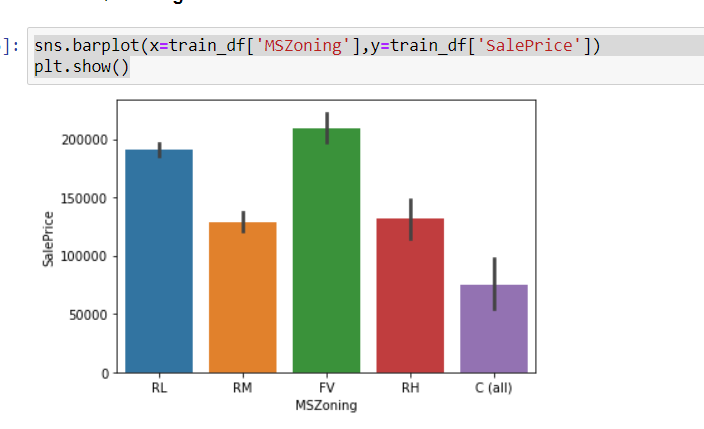 ]: sns.barplot(x=train_df['MSZoning'],y=train_df['SalePrice'])
plt.show()
200000
150000
100000
50000
0
SalePrice
RL RM FV RH C (all)
MSZoning